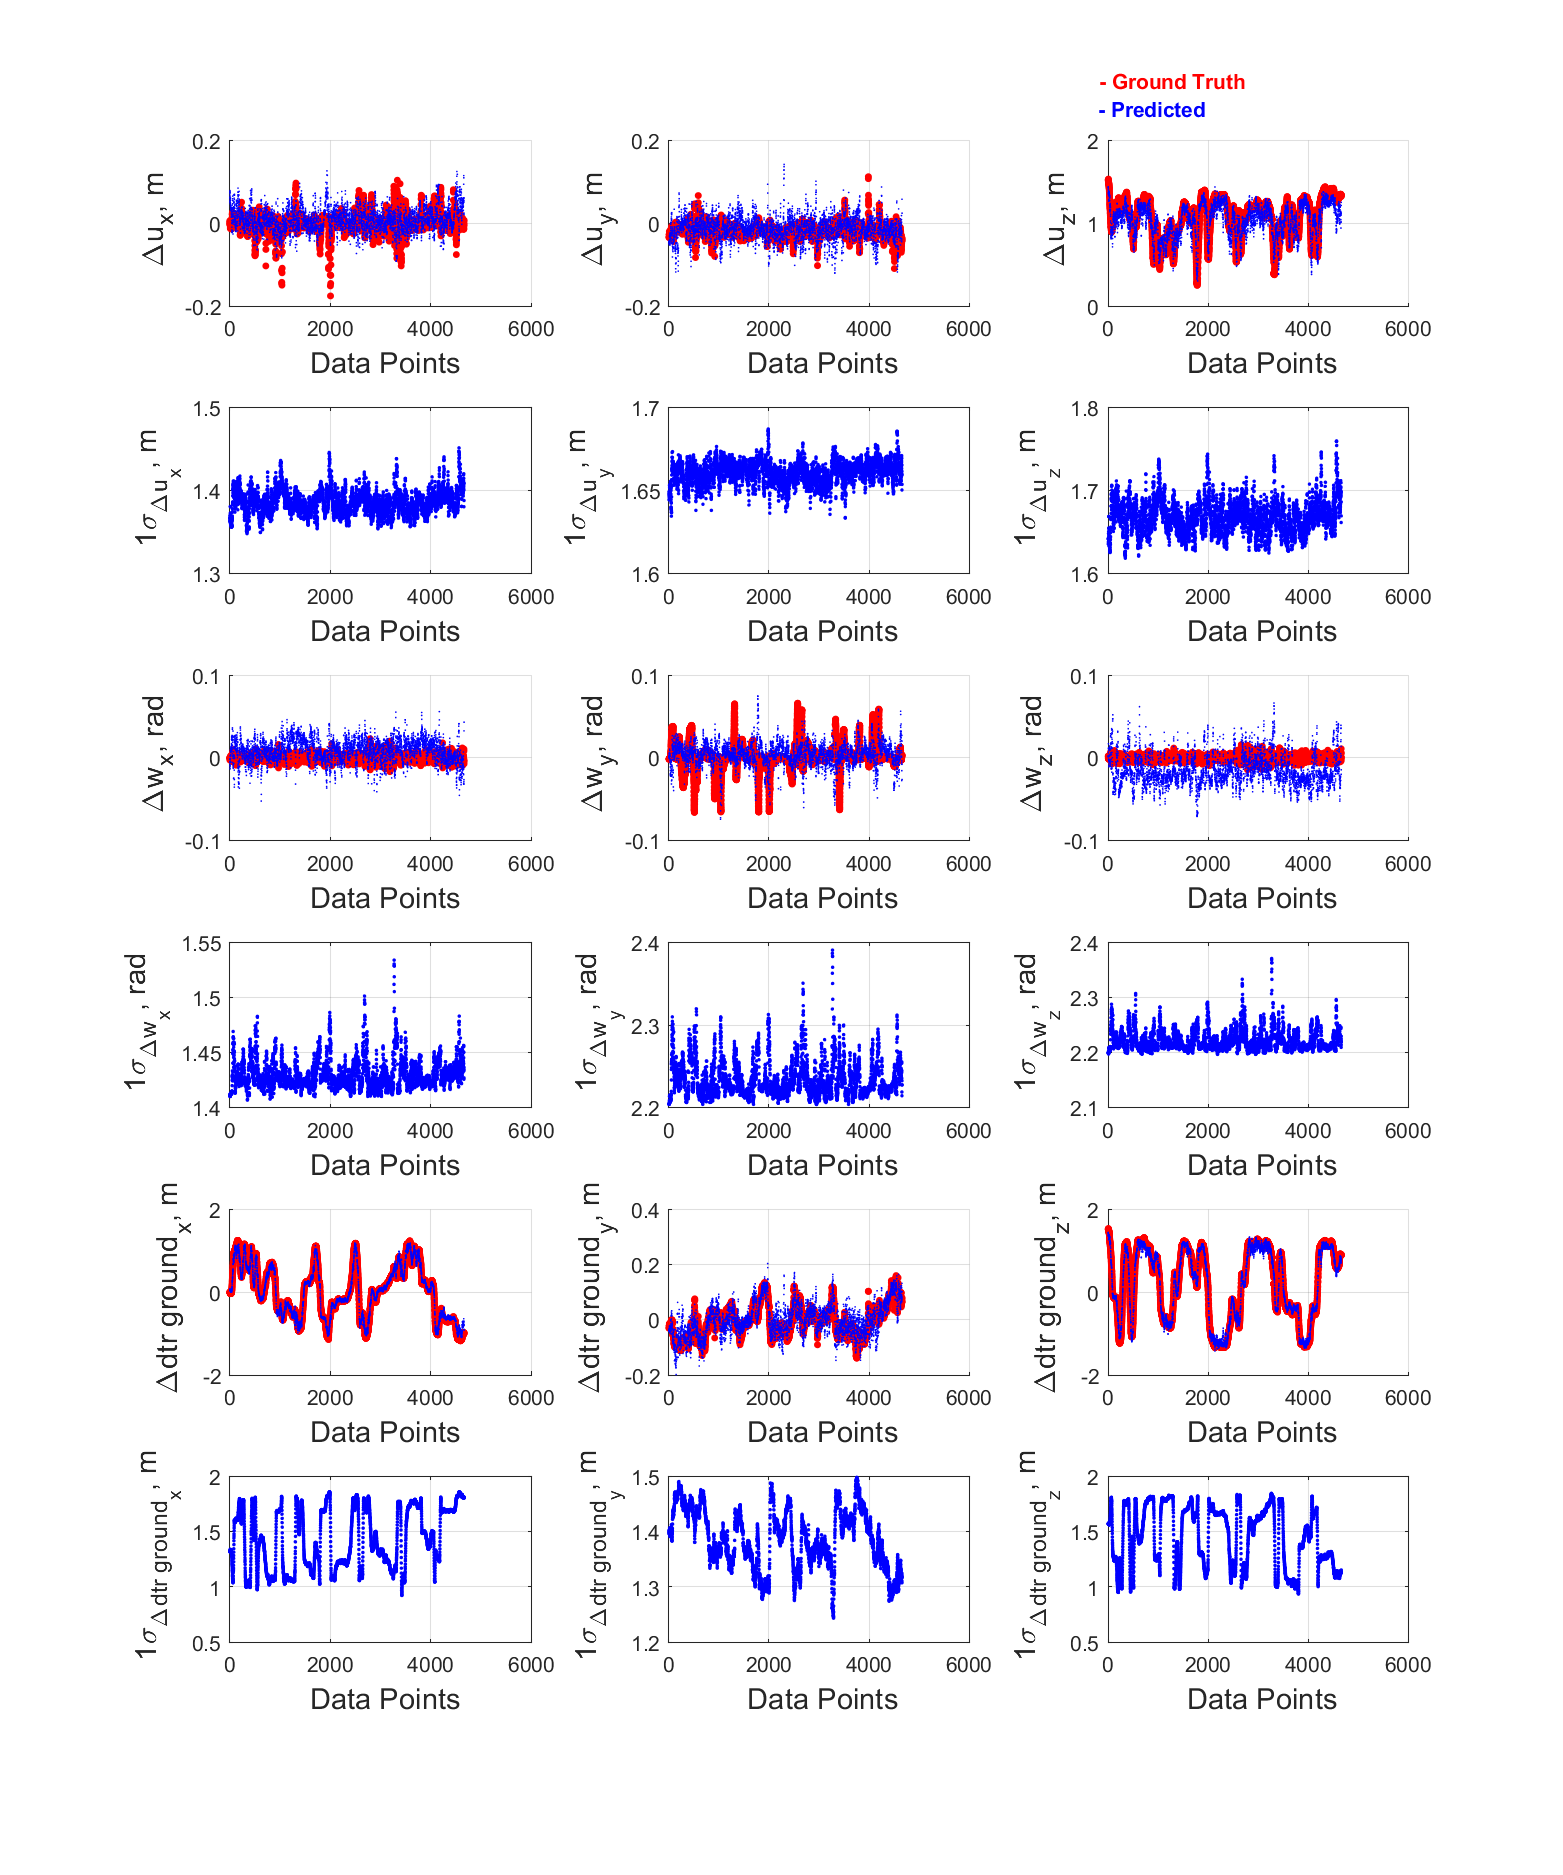 - Ground Truth
- Predicted
Δu_x, m
0.2
0
-0.2
0 2000 4000 6000
Data Points
Δu_y, m
0.2
0
-0.2
0 2000 4000 6000
Data Points
Δu_z, m
2
1
0
0 2000 4000 6000
Data Points
1σ_Δu_x, m
1.5
1.4
1.3
0 2000 4000 6000
Data Points
1σ_Δu_y, m
1.7
1.65
1.6
0 2000 4000 6000
Data Points
1σ_Δu_z, m
1.8
1.7
1.6
0 2000 4000 6000
Data Points
Δw_x, rad
0.1
0
-0.1
0 2000 4000 6000
Data Points
Δw_y, rad
0.1
0
-0.1
0 2000 4000 6000
Data Points
Δw_z, rad
0.1
0
-0.1
0 2000 4000 6000
Data Points
1σ_Δw_x, rad
1.55
1.5
1.45
1.4
0 2000 4000 6000
Data Points
1σ_Δw_y, rad
2.4
2.3
2.2
0 2000 4000 6000
Data Points
1σ_Δw_z, rad
2.4
2.3
2.2
2.1
0 2000 4000 6000
Data Points
Δdtr ground_x, m
2
0
-2
0 2000 4000 6000
Data Points
Δdtr ground_y, m
0.4
0.2
0
-0.2
0 2000 4000 6000
Data Points
Δdtr ground_z, m
2
0
-2
0 2000 4000 6000
Data Points
1σ_Δdtr ground_x, m
2
1.5
1
0.5
0 2000 4000 6000
Data Points
1σ_Δdtr ground_y, m
1.5
1.4
1.3
1.2
0 2000 4000 6000
Data Points
1σ_Δdtr ground_z, m
2
1.5
1
0.5
0 2000 4000 6000
Data Points